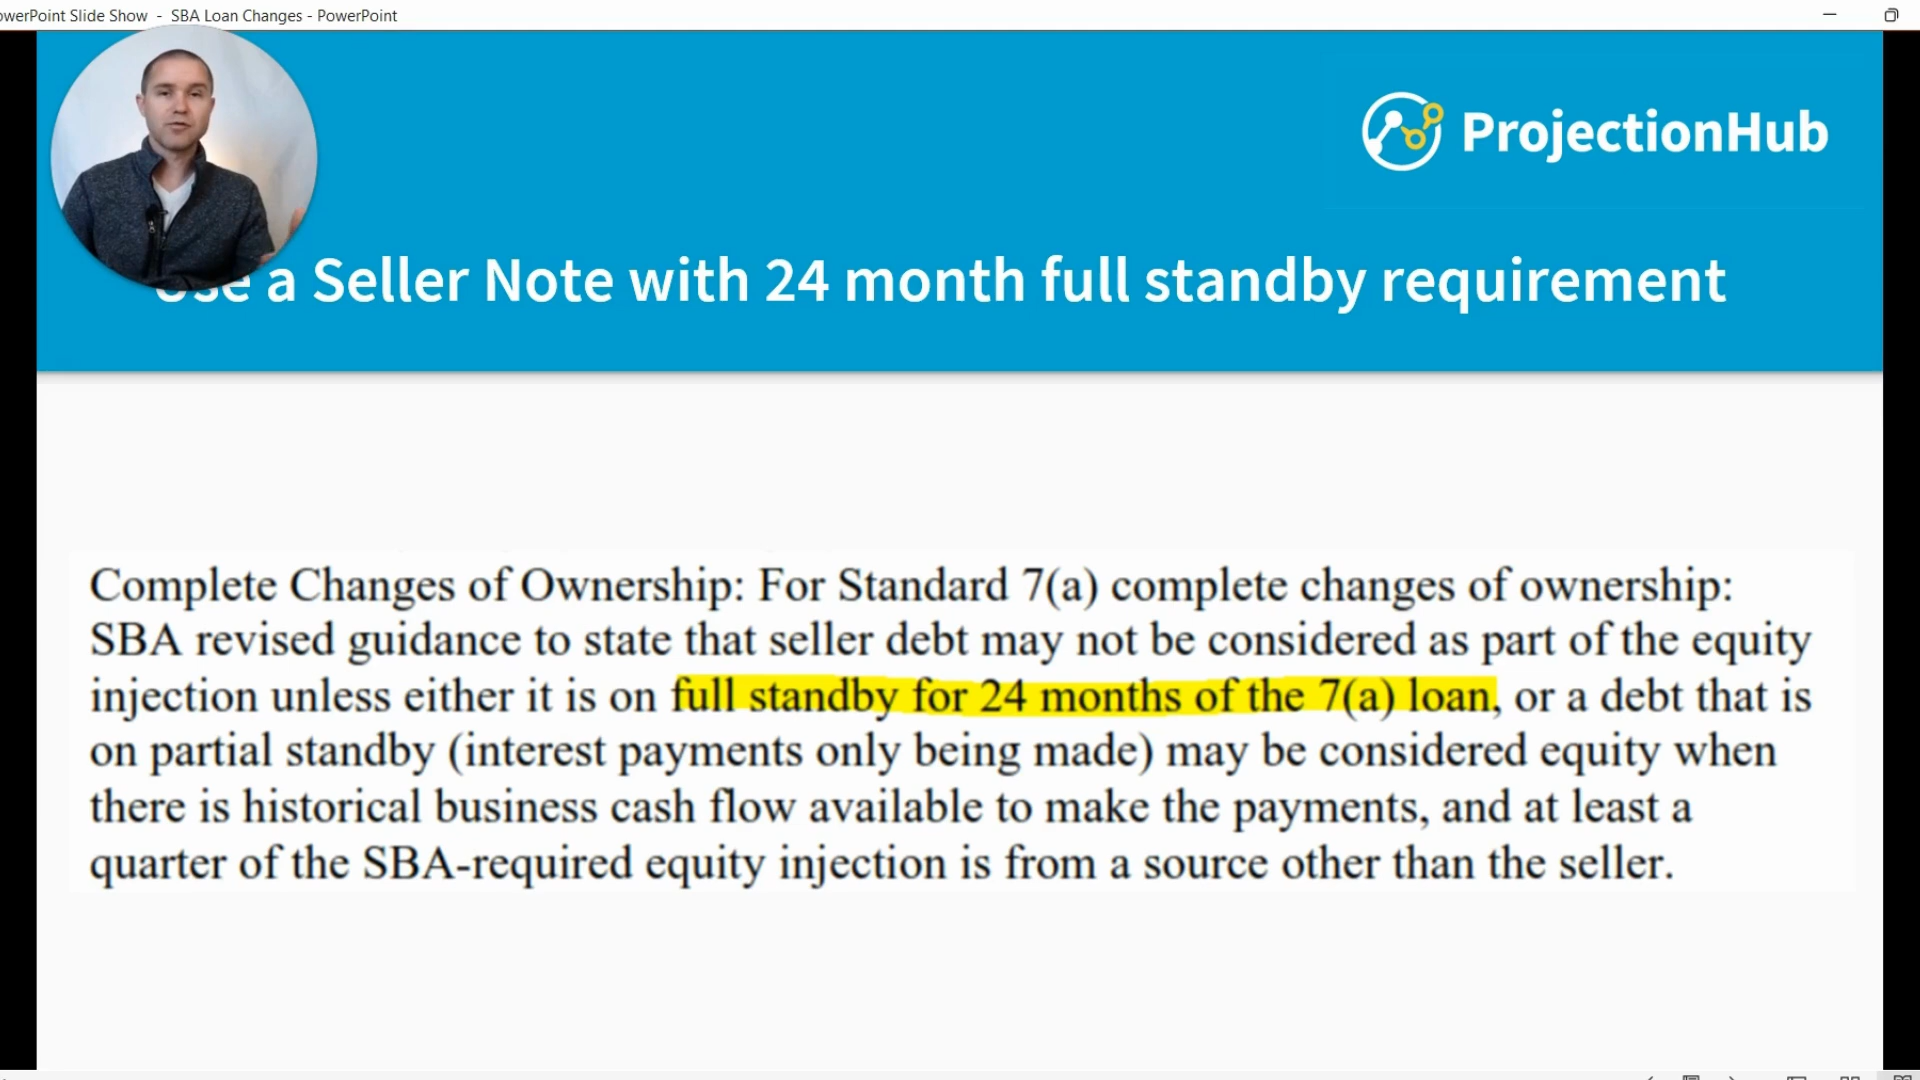 PowerPoint Slide Show - SBA Loan Changes - PowerPoint
ProjectionHub
Use a Seller Note with 24 month full standby requirement
Complete Changes of Ownership: For Standard 7(a) complete changes of ownership:
SBA revised guidance to state that seller debt may not be considered as part of the equity
injection unless either it is on full standby for 24 months of the 7(a) loan, or a debt that is
on partial standby (interest payments only being made) may be considered equity when
there is historical business cash flow available to make the payments, and at least a
quarter of the SBA-required equity injection is from a source other than the seller.